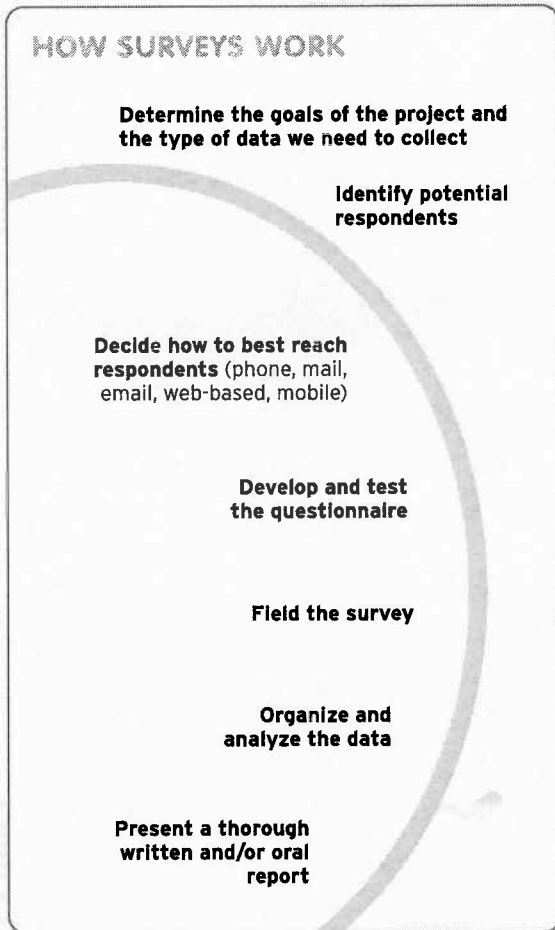 HOW SURVEYS WORK
Determine the goals of the project and
the type of data we need to collect
Identify potential
respondents
Decide how to best reach
respondents (phone, mail,
email, web-based, mobile)
Develop and test
the questionnaire
Field the survey
Organize and
analyze the data
Present a thorough
written and/or oral
report